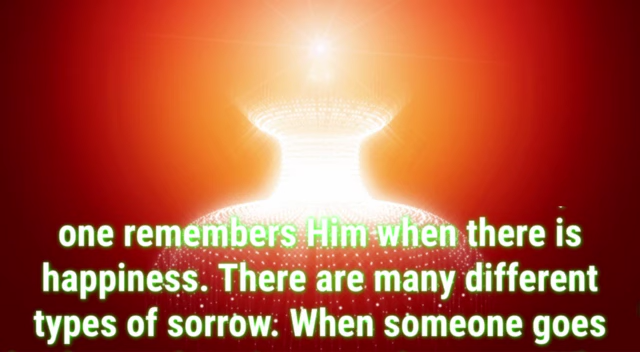 one remembers Him when there is
happiness. There are many different
types of sorrow. When someone goes